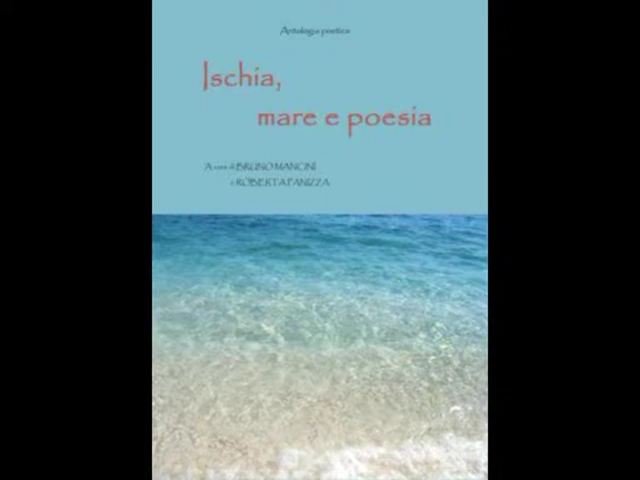 Antologia poetica
Ischia,
mare e poesia
A cura di BRUNO MANCINI
e ROBERTA PANIZZA